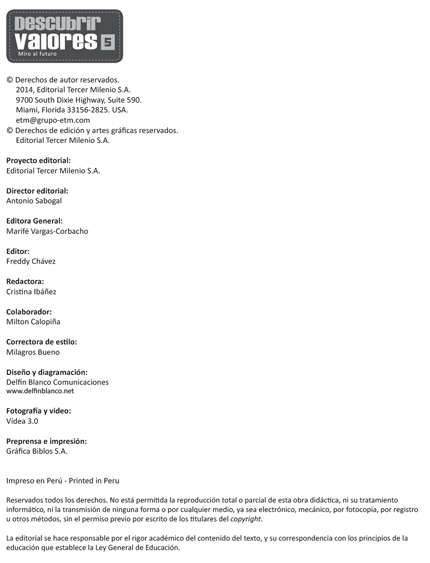 Descubrir
valores 5
Miro al futuro
© Derechos de autor reservados.
2014, Editorial Tercer Milenio S.A.
9700 South Dixie Highway, Suite 590.
Miami, Florida 33156-2825. USA.
etm@grupo-etm.com
© Derechos de edición y artes gráficas reservados.
Editorial Tercer Milenio S.A.
Proyecto editorial:
Editorial Tercer Milenio S.A.
Director editorial:
Antonio Sabogal
Editora General:
Marifé Vargas-Corbacho
Editor:
Freddy Chávez
Redactora:
Cristina Ibáñez
Colaborador:
Milton Calopiña
Correctora de estilo:
Milagros Bueno
Diseño y diagramación:
Delfín Blanco Comunicaciones
www.delfinblanco.net
Fotografía y video:
Vídea 3.0
Preprensa e impresión:
Gráfica Biblos S.A.
Impreso en Perú - Printed in Peru
Reservados todos los derechos. No está permitida la reproducción total o parcial de esta obra didáctica, ni su tratamiento
informático, ni la transmisión de ninguna forma o por cualquier medio, ya sea electrónico, mecánico, por fotocopia, por registro
u otros métodos, sin el permiso previo por escrito de los titulares del copyright.
La editorial se hace responsable por el rigor académico del contenido del texto, y su correspondencia con los principios de la
educación que establece la Ley General de Educación.